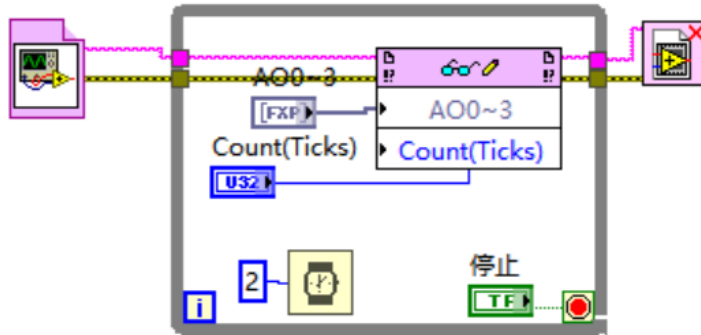 AO0~3
[FXP]
AO0~3
Count(Ticks)
Count(Ticks)
U32
2
停止
i
TF